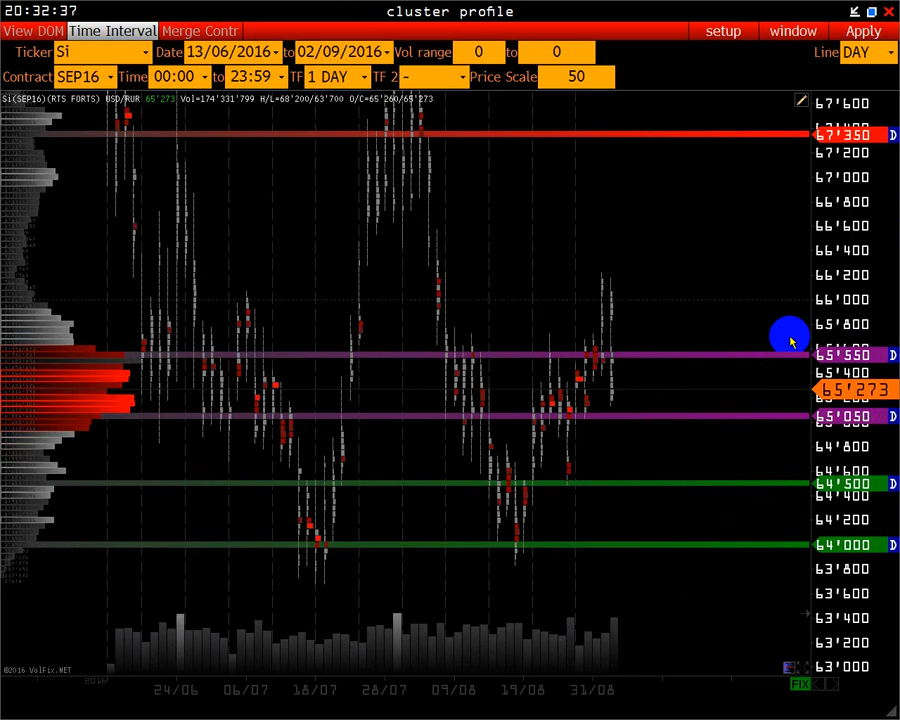 20:32:37 cluster profile
View DOM Time Interval Merge Contr setup window Apply
Ticker Si Date 13/06/2016 to 02/09/2016 Vol range 0 to 0 Line DAY
Contract SEP16 Time 00:00 to 23:59 TF 1 DAY TF 2 - Price Scale 50
Si(SEP16)(RTS FORTS) USD/RUR 65'273 Vol=174'331'799 H/L=68'200/63'700 O/C=65'260/65'273
67'600
67'350 D
67'200
67'000
66'800
66'600
66'400
66'200
66'000
65'800
65'550 D
65'400
65'273
65'050 D
64'800
64'600
64'500 D
64'400
64'200
64'000 D
63'800
63'600
63'400
63'200
63'000
©2016 VolFix.NET
2016
24/06 06/07 18/07 28/07 09/08 19/08 31/08
FIX